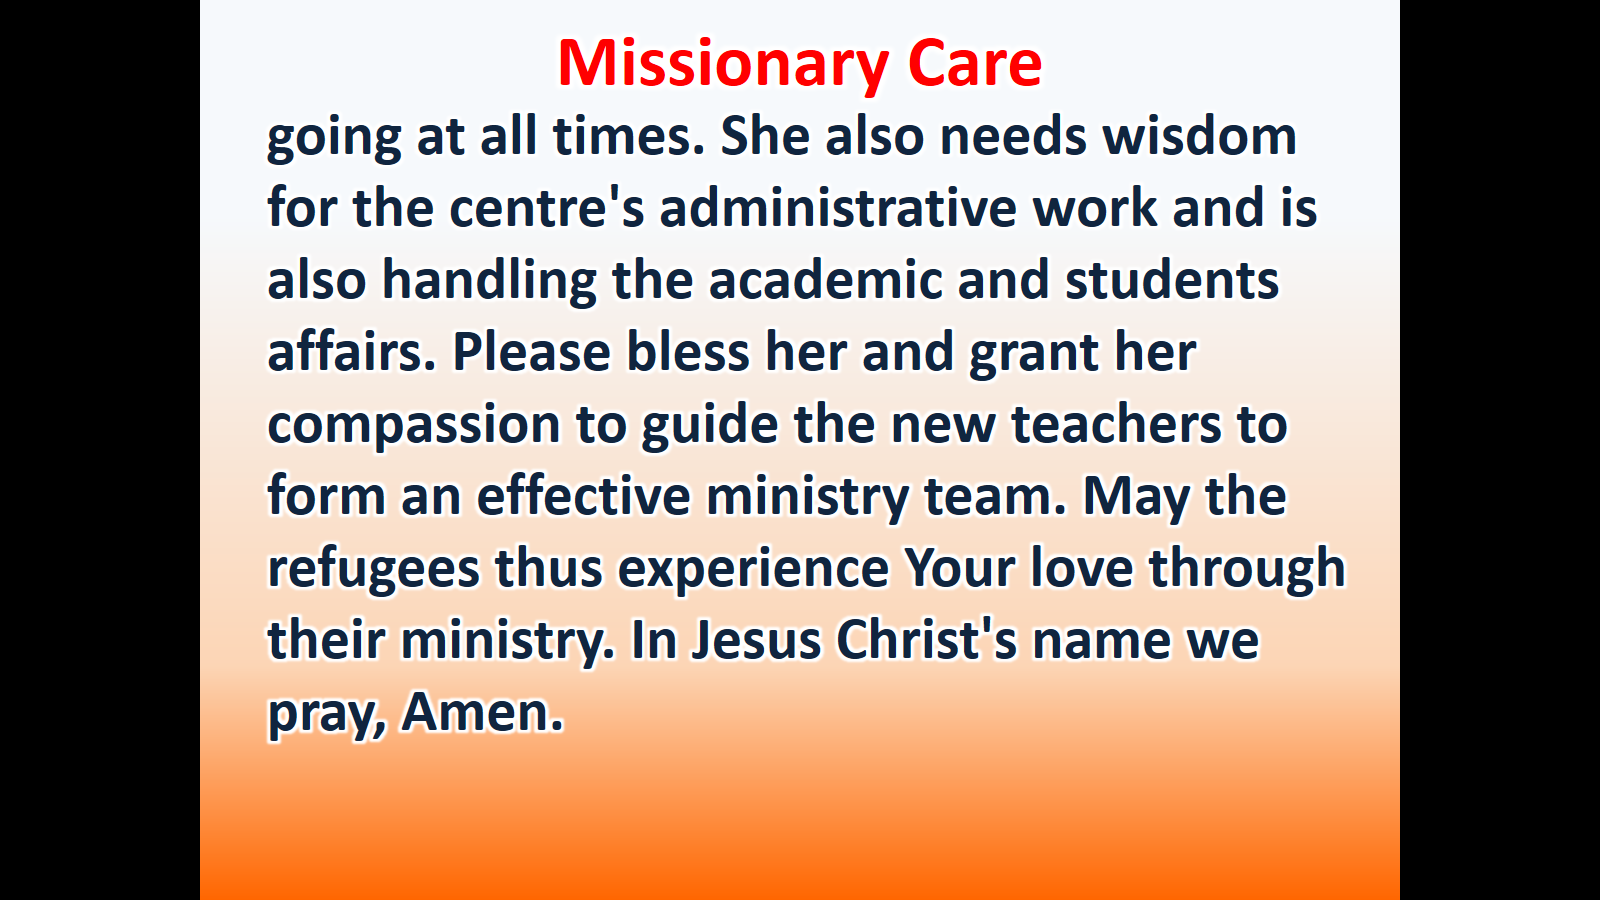 Missionary Care
going at all times. She also needs wisdom
for the centre's administrative work and is
also handling the academic and students
affairs. Please bless her and grant her
compassion to guide the new teachers to
form an effective ministry team. May the
refugees thus experience Your love through
their ministry. In Jesus Christ's name we
pray, Amen.